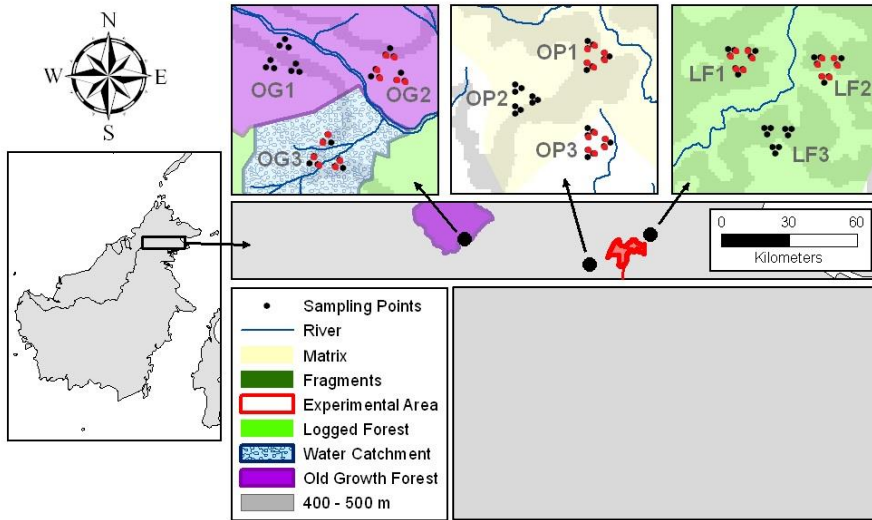 N
W E
S
OG1
OG2
OG3
OP1
OP2
OP3
LF1
LF2
LF3
0 30 60
Kilometers
Sampling Points
River
Matrix
Fragments
Experimental Area
Logged Forest
Water Catchment
Old Growth Forest
400 - 500 m